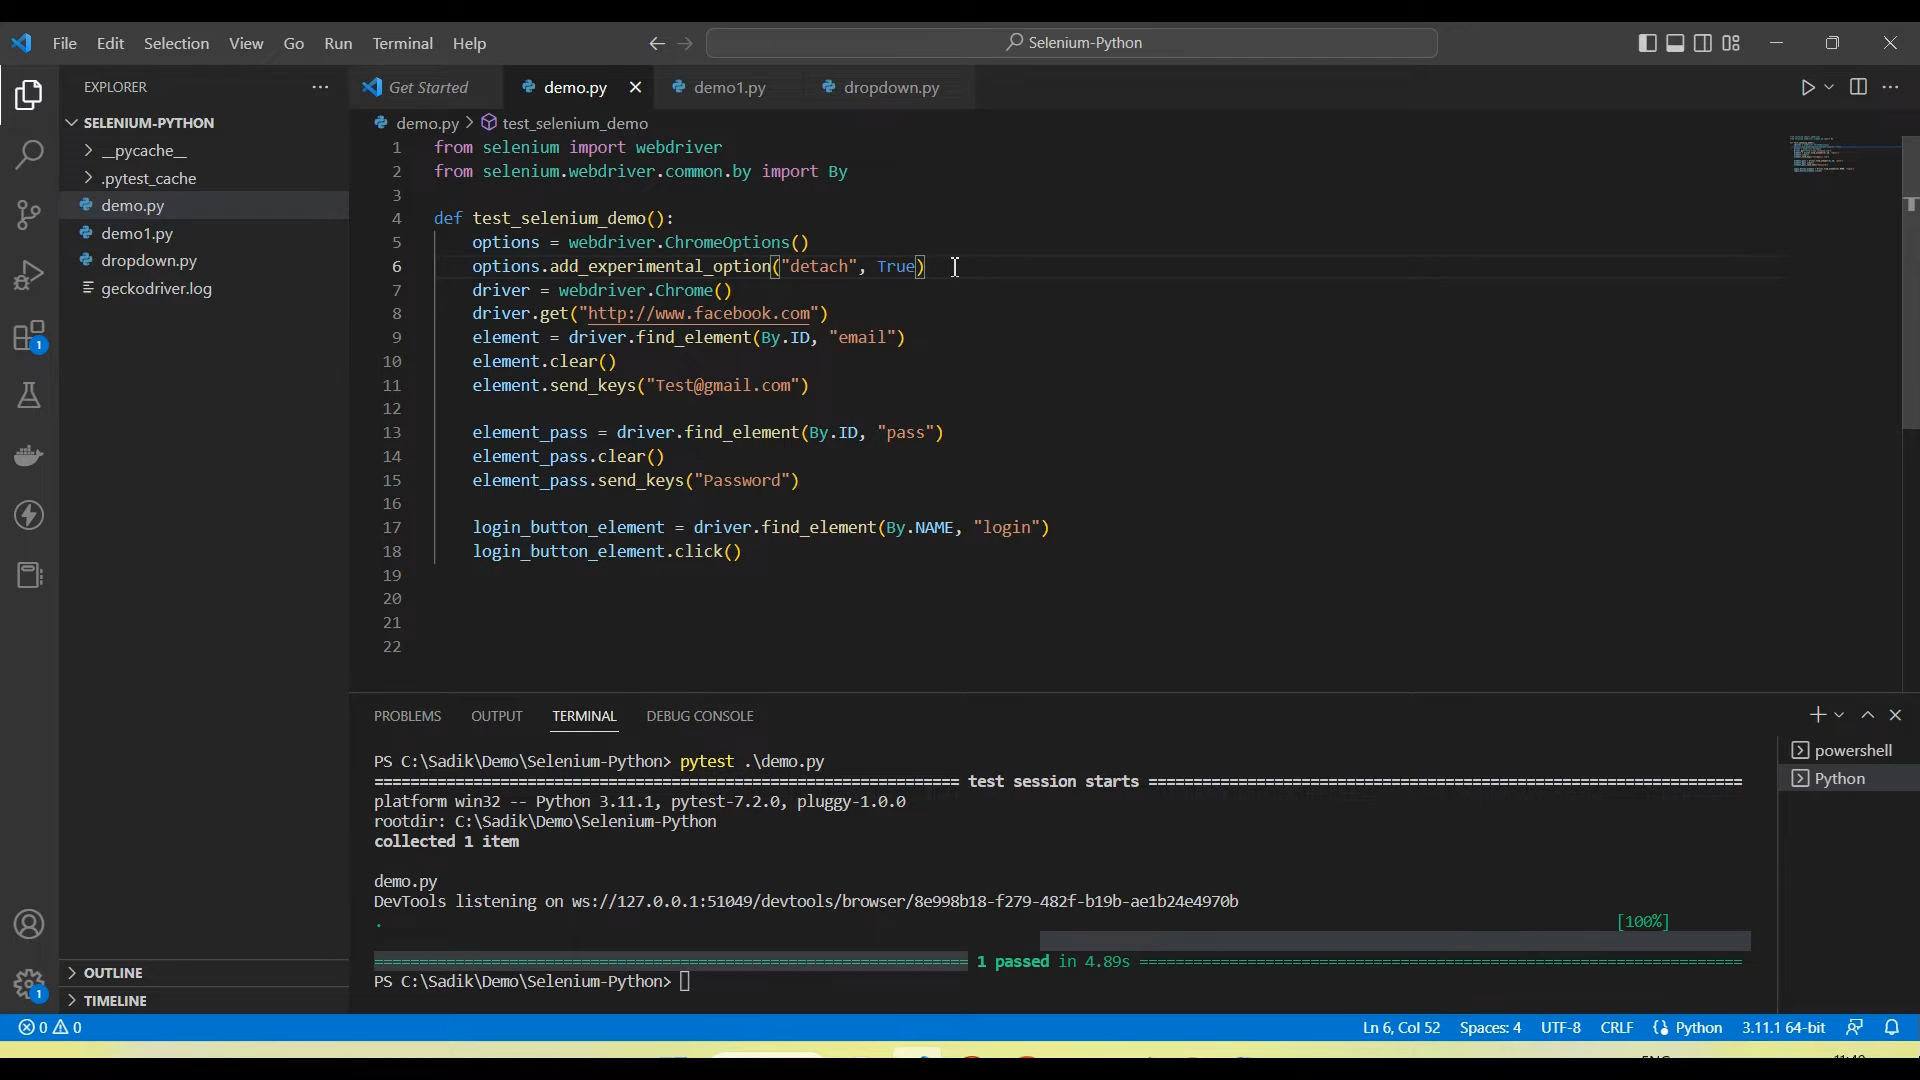 File Edit Selection View Go Run Terminal Help
Selenium-Python
EXPLORER
Get Started
demo.py
demo1.py
dropdown.py
SELENIUM-PYTHON
__pycache__
.pytest_cache
demo.py
demo1.py
dropdown.py
geckodriver.log
demo.py > test_selenium_demo
1 from selenium import webdriver
2 from selenium.webdriver.common.by import By
3
4 def test_selenium_demo():
5 options = webdriver.ChromeOptions()
6 options.add_experimental_option("detach", True)
7 driver = webdriver.Chrome()
8 driver.get("http://www.facebook.com")
9 element = driver.find_element(By.ID, "email")
10 element.clear()
11 element.send_keys("Test@gmail.com")
12
13 element_pass = driver.find_element(By.ID, "pass")
14 element_pass.clear()
15 element_pass.send_keys("Password")
16
17 login_button_element = driver.find_element(By.NAME, "login")
18 login_button_element.click()
19
20
21
22
1
PROBLEMS OUTPUT TERMINAL DEBUG CONSOLE
powershell
Python
PS C:\Sadik\Demo\Selenium-Python> pytest .\demo.py
test session starts
platform win32 -- Python 3.11.1, pytest-7.2.0, pluggy-1.0.0
rootdir: C:\Sadik\Demo\Selenium-Python
collected 1 item
demo.py
DevTools listening on ws://127.0.0.1:51049/devtools/browser/8e998b18-f279-482f-b19b-ae1b24e4970b
. [100%]
1 passed in 4.89s
PS C:\Sadik\Demo\Selenium-Python>
OUTLINE
TIMELINE
1
0 0
Ln 6, Col 52 Spaces: 4 UTF-8 CRLF Python 3.11.1 64-bit